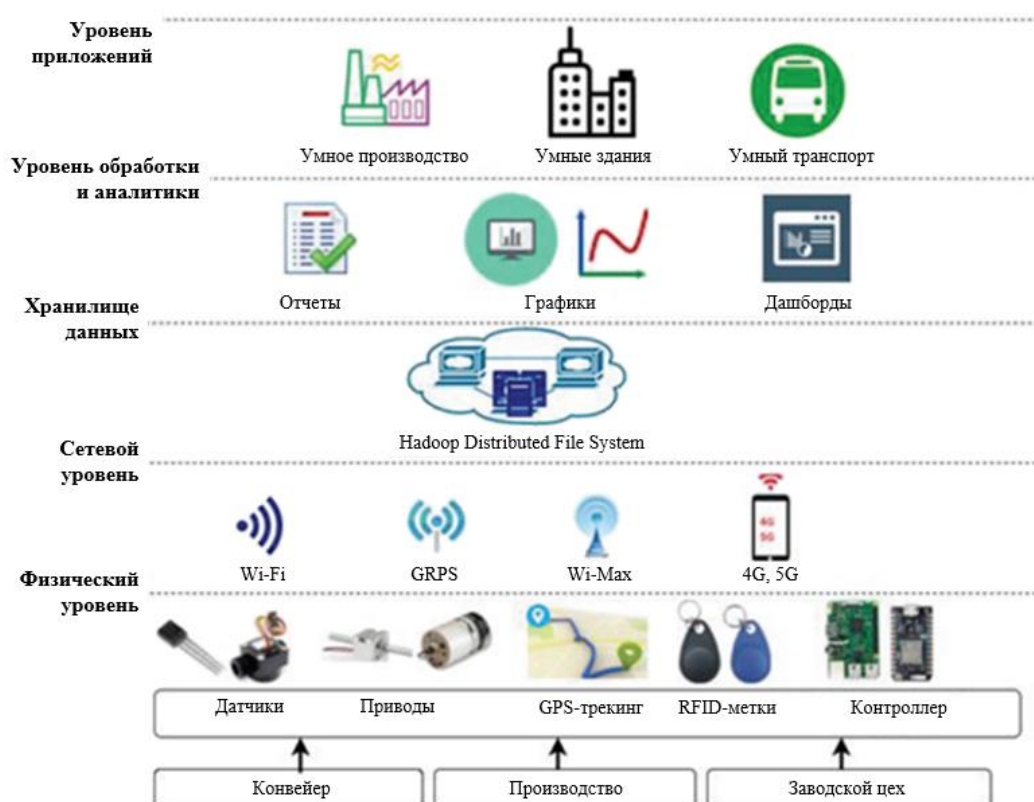 Уровень
приложений
Умное производство
Умные здания
Умный транспорт
Уровень обработки
и аналитики
Отчеты
Графики
Дашборды
Хранилище
данных
Hadoop Distributed File System
Сетевой
уровень
4G
5G
Wi-Fi
GRPS
Wi-Max
4G, 5G
Физический
уровень
Датчики
Приводы
GPS-трекинг
RFID-метки
Контроллер
Конвейер
Производство
Заводской цех